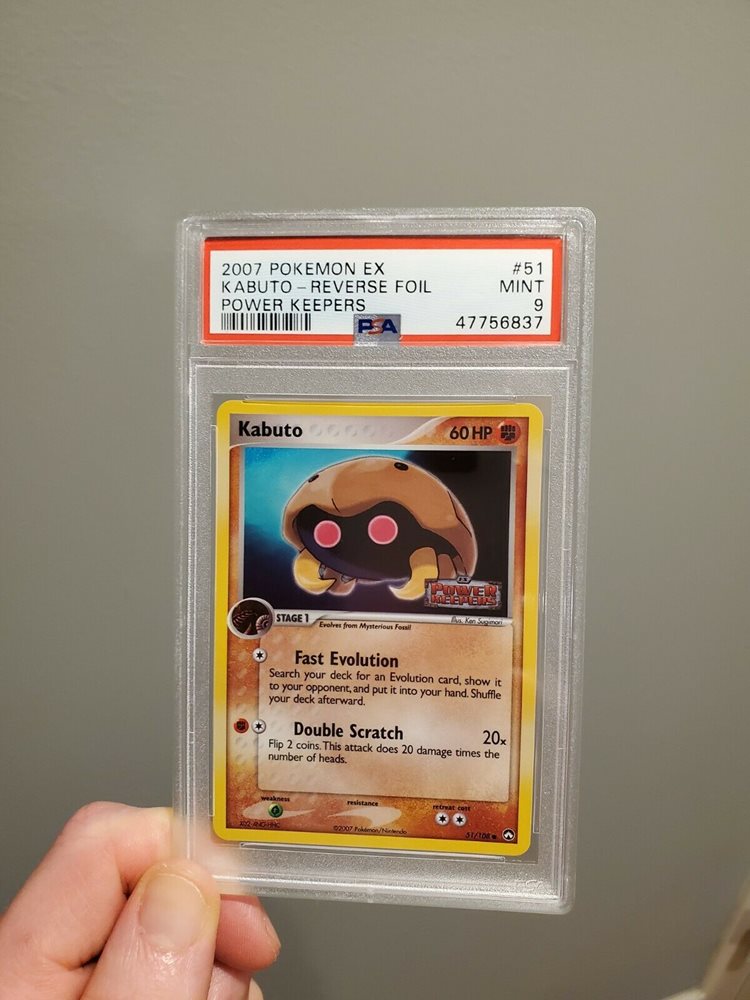 2007 POKEMON EX #51
KABUTO – REVERSE FOIL MINT
POWER KEEPERS 9
PSA 47756837
Kabuto 60 HP
EX
POWER
KEEPERS
STAGE 1 Evolves from Mysterious Fossil Illus. Ken Sugimori
Fast Evolution
Search your deck for an Evolution card, show it
to your opponent, and put it into your hand. Shuffle
your deck afterward.
Double Scratch 20x
Flip 2 coins. This attack does 20 damage times the
number of heads.
weakness resistance retreat cost
©2007 Pokémon/Nintendo 51/108